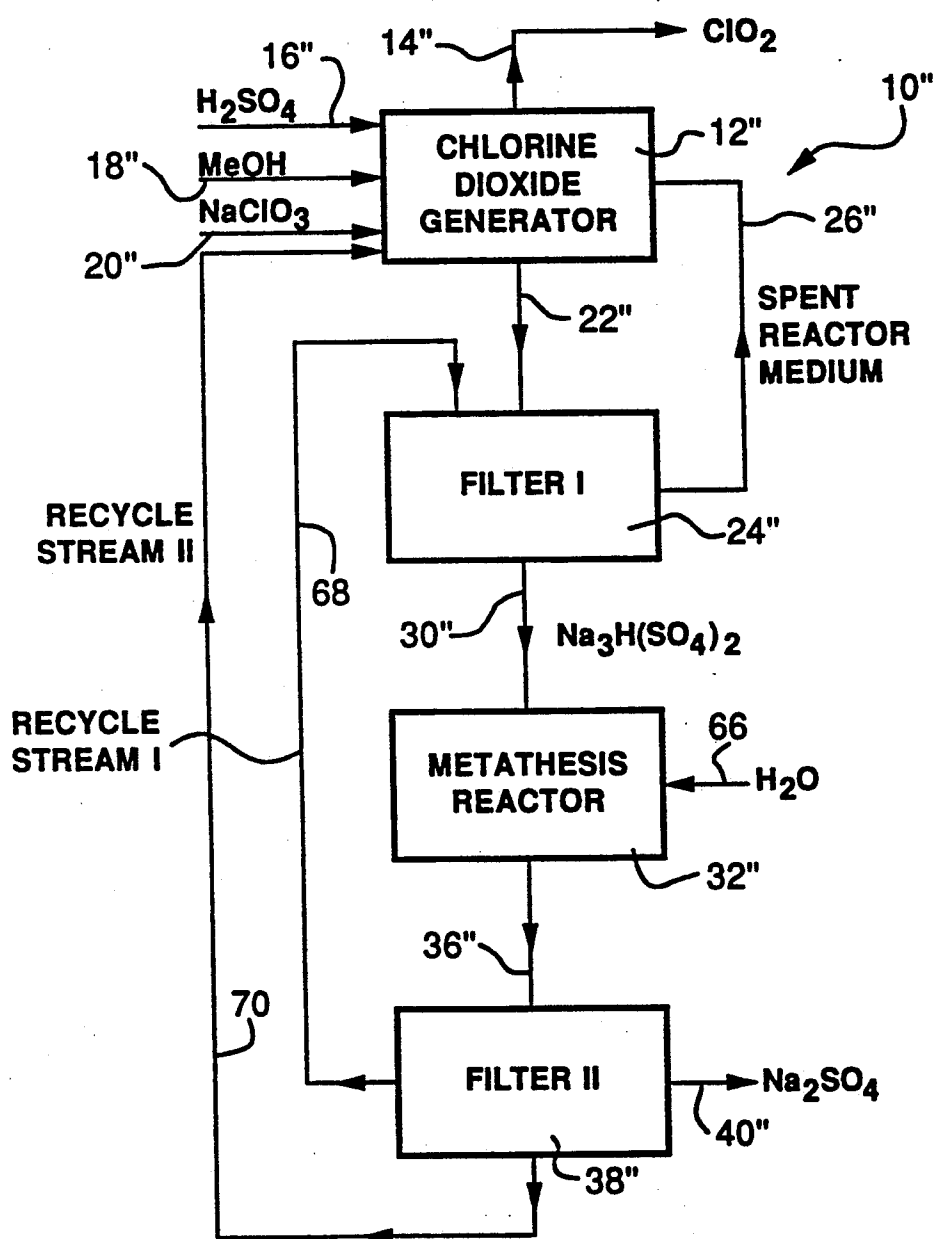 ClO2
14"
16"
H2SO4
10"
CHLORINE
DIOXIDE
GENERATOR
12"
18"
MeOH
NaClO3
20"
26"
22"
SPENT
REACTOR
MEDIUM
FILTER I
24"
RECYCLE
STREAM II
68
30"
Na3H(SO4)2
RECYCLE
STREAM I
METATHESIS
REACTOR
66
H2O
32"
36"
70
FILTER II
Na2SO4
40"
38"